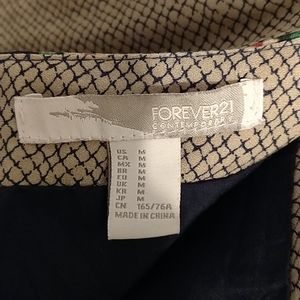 FOREVER21
CONTEMPORARY
US M
CA M
MX M
BR M
EU M
UK M
KR M
JP M
CN 165/76A
MADE IN CHINA